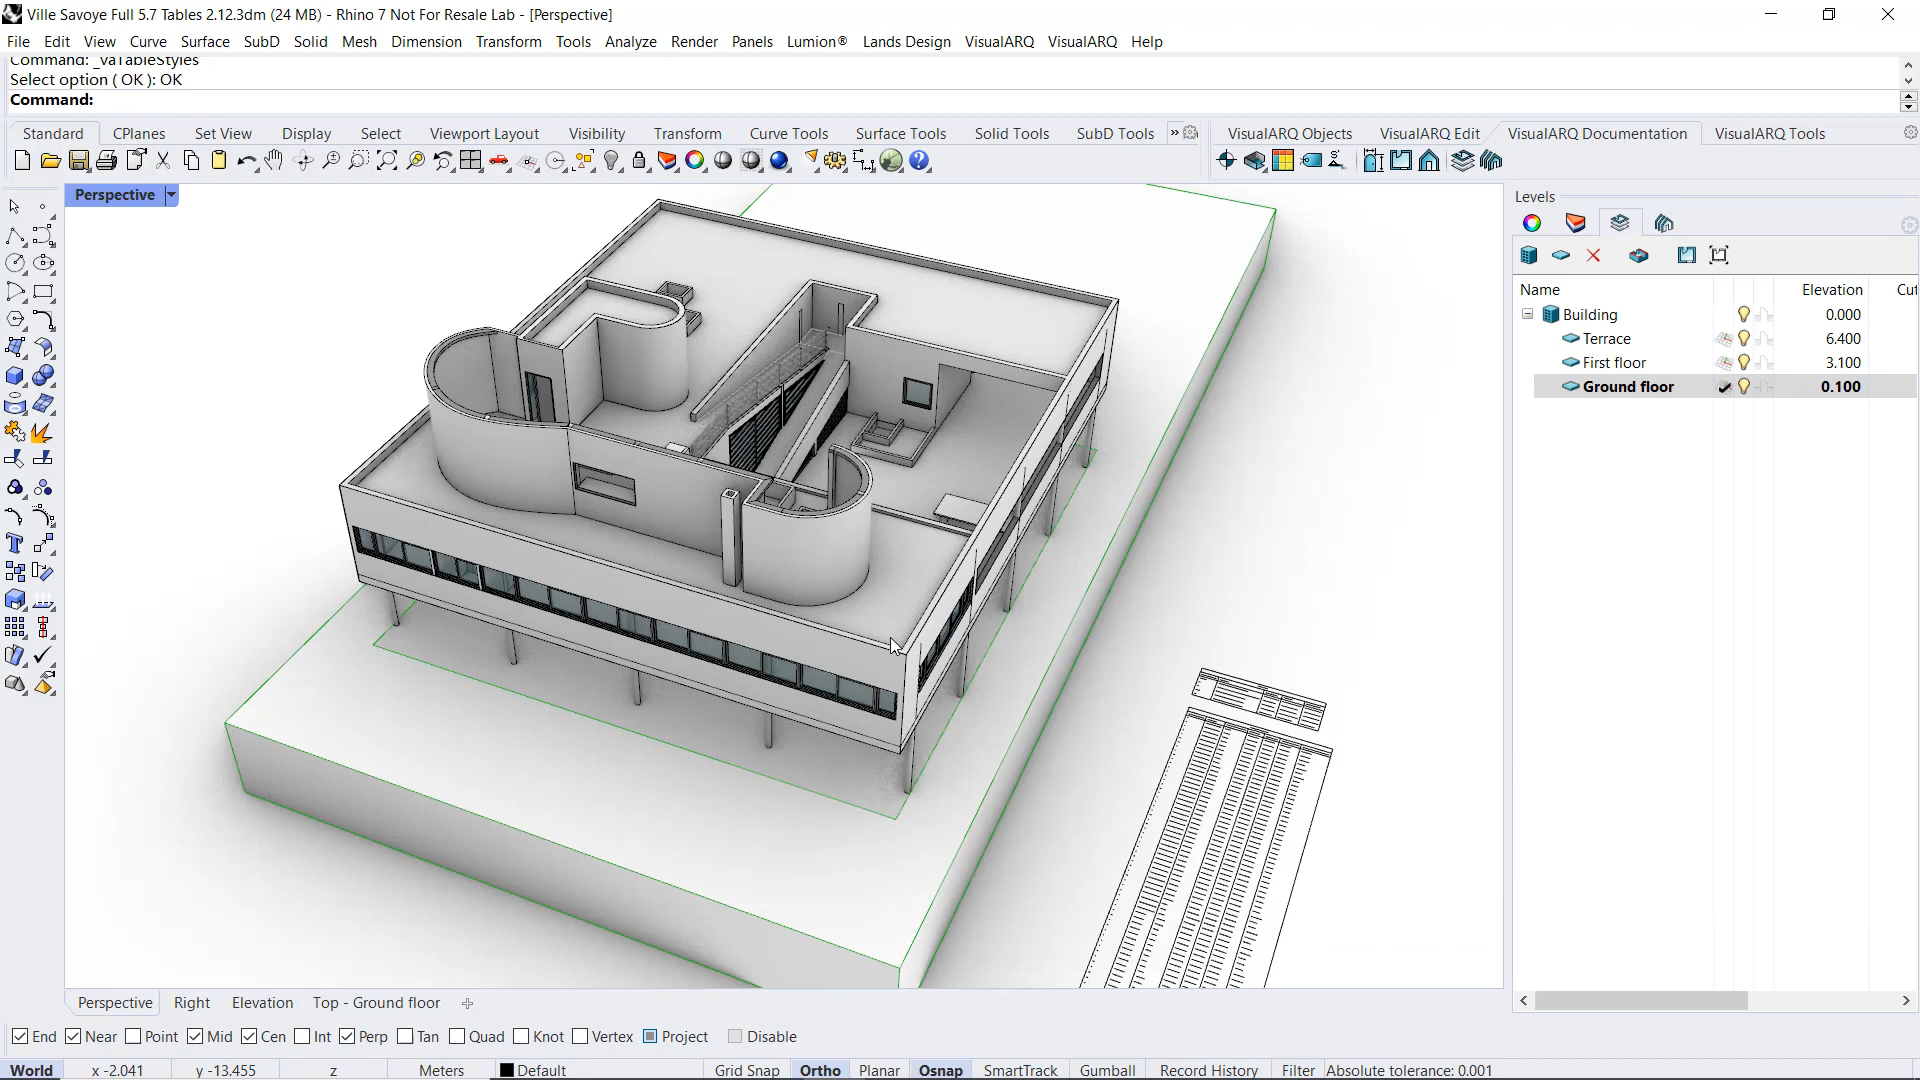 Ville Savoye Full 5.7 Tables 2.12.3dm (24 MB) - Rhino 7 Not For Resale Lab - [Perspective]
File Edit View Curve Surface SubD Solid Mesh Dimension Transform Tools Analyze Render Panels Lumion® Lands Design VisualARQ VisualARQ Help
Command: _vaTableStyles
Select option ( OK ): OK
Command:
Standard CPlanes Set View Display Select Viewport Layout Visibility Transform Curve Tools Surface Tools Solid Tools SubD Tools » VisualARQ Objects VisualARQ Edit VisualARQ Documentation VisualARQ Tools
Perspective
Levels
Name Elevation Cut
Building 0.000
Terrace 6.400
First floor 3.100
Ground floor 0.100
Perspective Right Elevation Top - Ground floor
End Near Point Mid Cen Int Perp Tan Quad Knot Vertex Project Disable
World x -2.041 y -13.455 z Meters Default Grid Snap Ortho Planar Osnap SmartTrack Gumball Record History Filter Absolute tolerance: 0.001